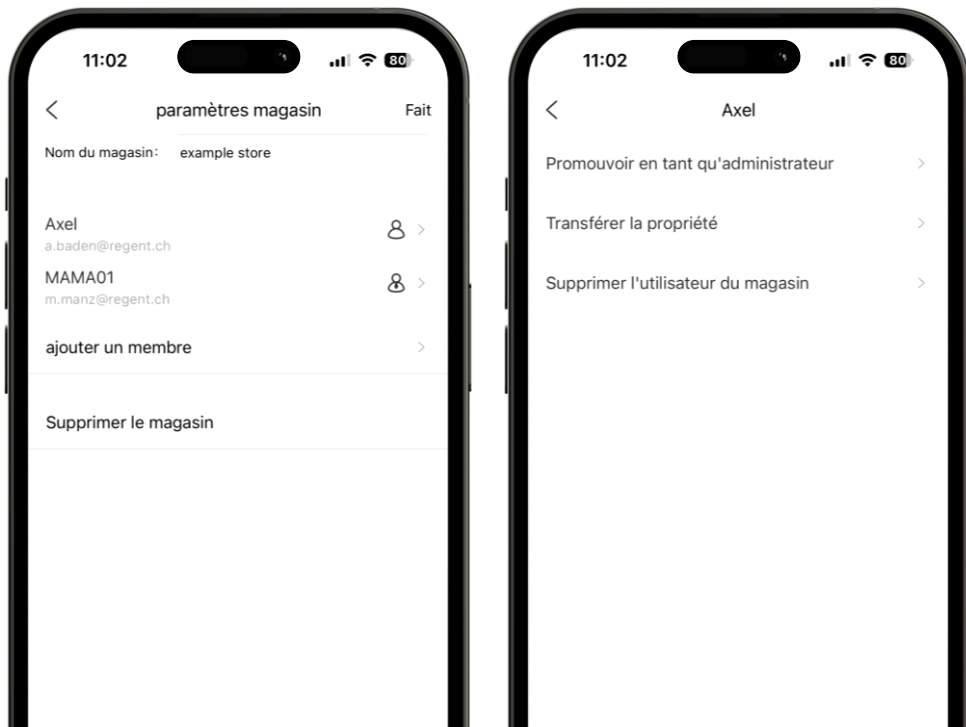 11:02
80
paramètres magasin
Fait
Nom du magasin:
example store
Axel
a.baden@regent.ch
MAMA01
m.manz@regent.ch
ajouter un membre
Supprimer le magasin
11:02
80
Axel
Promouvoir en tant qu'administrateur
Transférer la propriété
Supprimer l'utilisateur du magasin